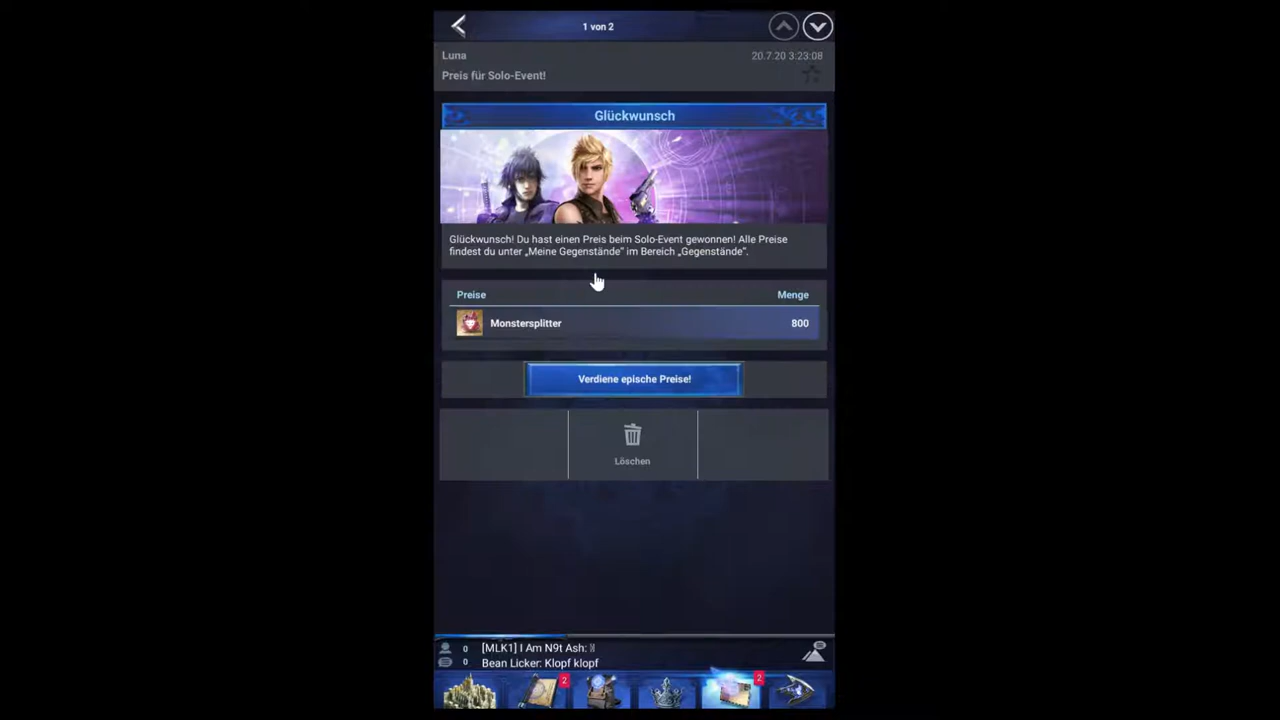 1 von 2
Luna
20.7.20 3:23:08
Preis für Solo-Event!
Glückwunsch
Glückwunsch! Du hast einen Preis beim Solo-Event gewonnen! Alle Preise
findest du unter „Meine Gegenstände" im Bereich „Gegenstände".
Preise Menge
Monstersplitter 800
Verdiene epische Preise!
Löschen
0 [MLK1] I Am N9t Ash:
0 Bean Licker: Klopf klopf
2 2